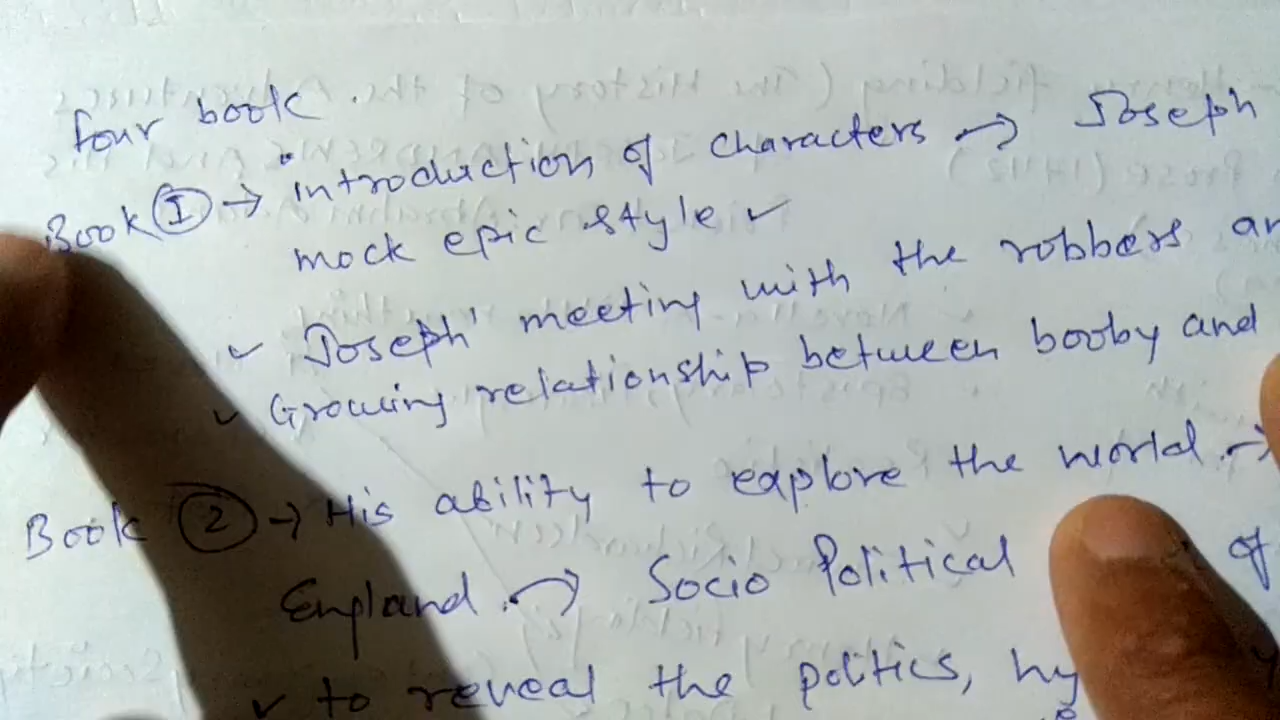 four book.
Book ① → introduction of characters → Joseph
mock epic style ✓
✓ Joseph' meeting with the robbers
✓ Growing relationship between booby and
Book ② → His ability to explore the world. →
England. → Socio Political of
✓ to reveal the politics, hy